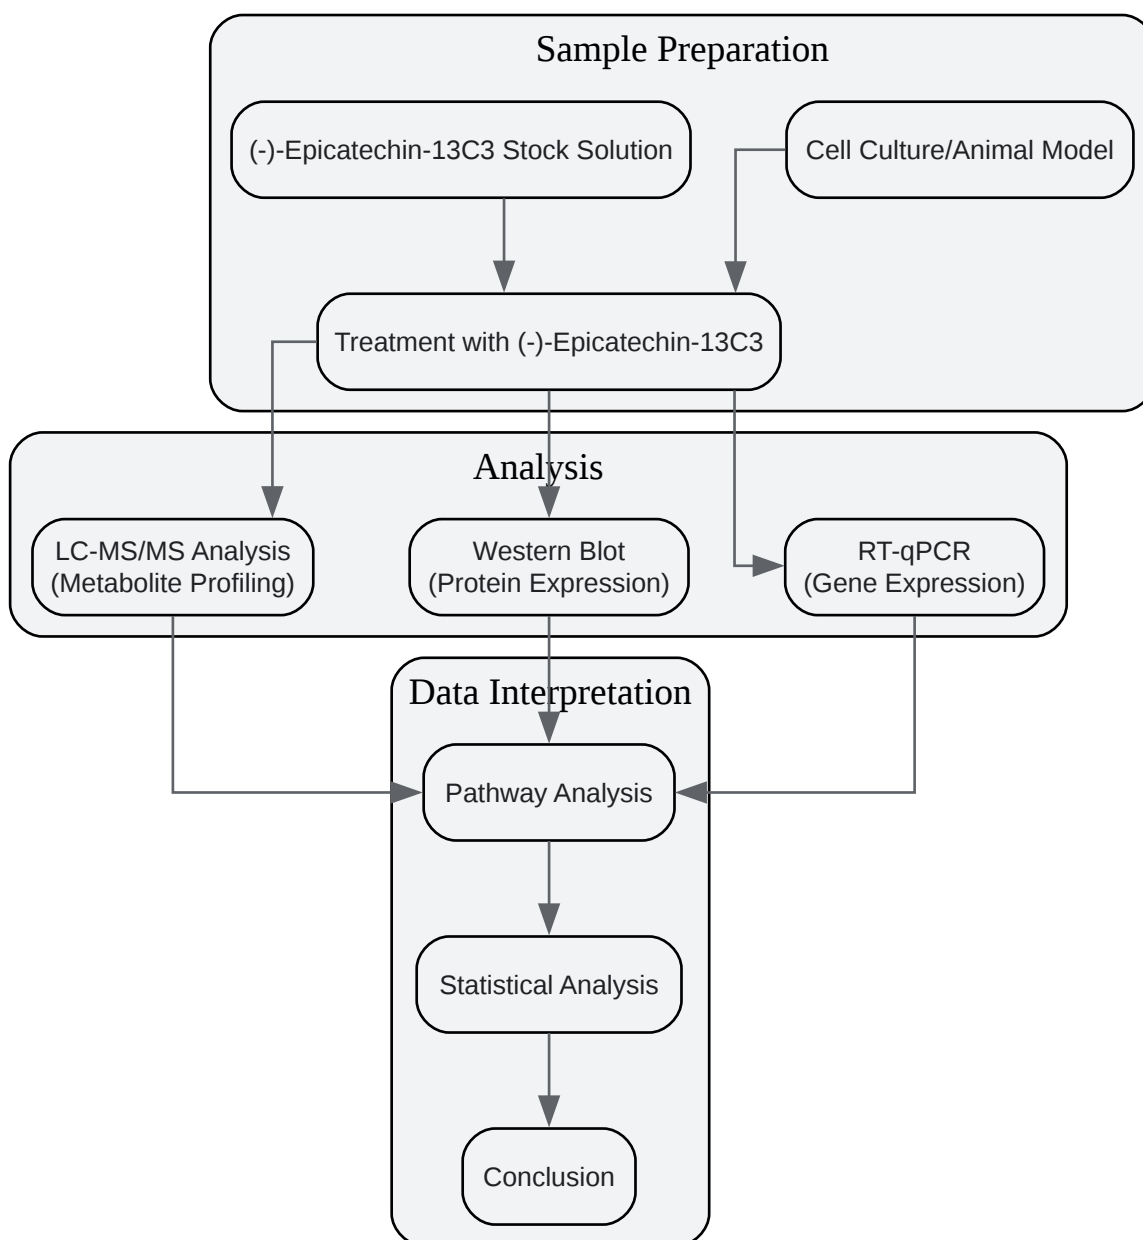 Sample Preparation
(-)-Epicatechin-13C3 Stock Solution
Cell Culture/Animal Model
Treatment with (-)-Epicatechin-13C3
Analysis
LC-MS/MS Analysis
(Metabolite Profiling)
Western Blot
(Protein Expression)
RT-qPCR
(Gene Expression)
Data Interpretation
Pathway Analysis
Statistical Analysis
Conclusion